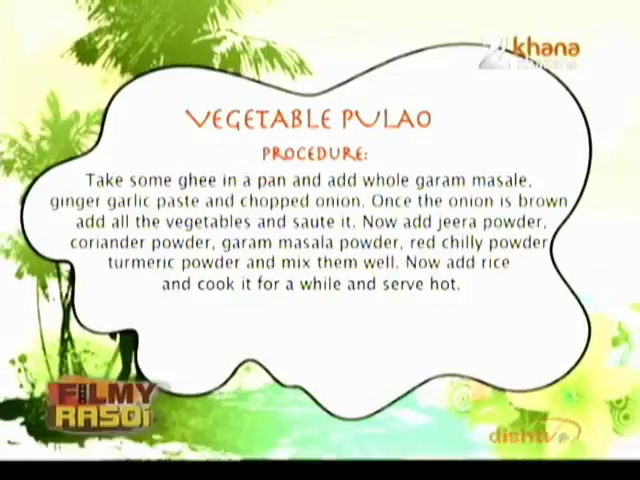 khana
VEGETABLE PULAO
PROCEDURE:
Take some ghee in a pan and add whole garam masale,
ginger garlic paste and chopped onion. Once the onion is brown
add all the vegetables and saute it. Now add jeera powder,
coriander powder, garam masala powder, red chilly powder
turmeric powder and mix them well. Now add rice
and cook it for a while and serve hot.
FILMY
RASOI
dishtv